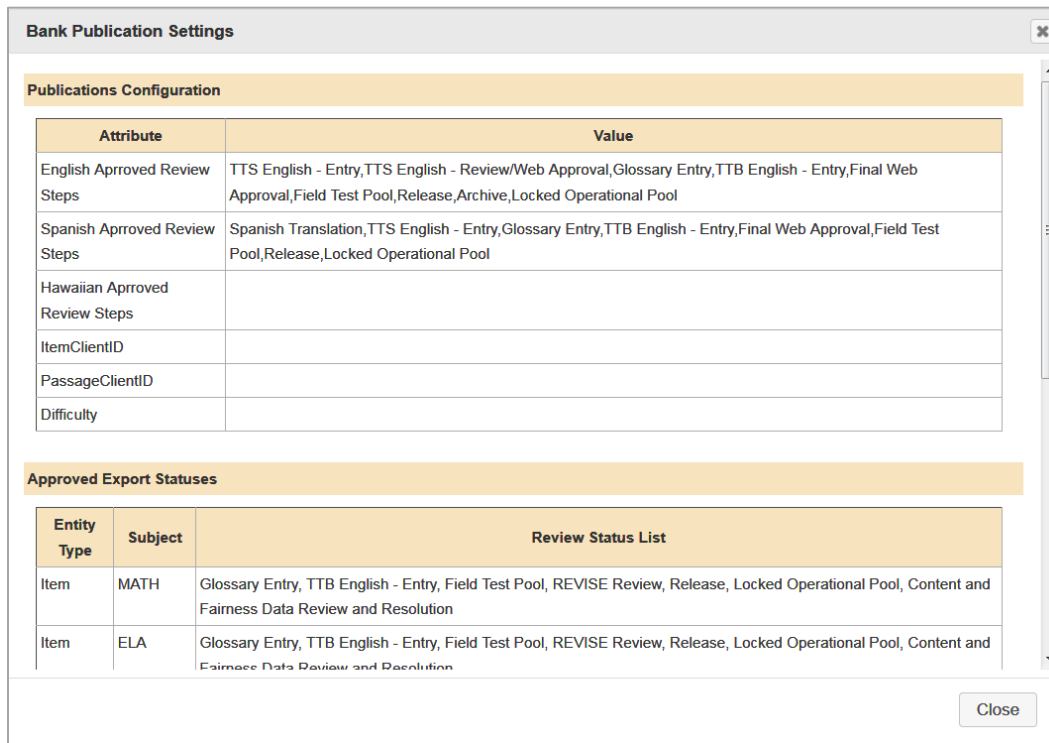 Bank Publication Settings
Publications Configuration
Attribute Value
English Aprroved Review TTS English - Entry,TTS English - Review/Web Approval,Glossary Entry,TTB English - Entry,Final Web
Steps Approval,Field Test Pool,Release,Archive,Locked Operational Pool
Spanish Aprroved Review Spanish Translation,TTS English - Entry,Glossary Entry,TTB English - Entry,Final Web Approval,Field Test
Steps Pool,Release,Locked Operational Pool
Hawaiian Aprroved
Review Steps
ItemClientID
PassageClientID
Difficulty
Approved Export Statuses
Entity
Type Subject Review Status List
Item MATH Glossary Entry, TTB English - Entry, Field Test Pool, REVISE Review, Release, Locked Operational Pool, Content and
Fairness Data Review and Resolution
Item ELA Glossary Entry, TTB English - Entry, Field Test Pool, REVISE Review, Release, Locked Operational Pool, Content and
Fairness Data Review and Resolution
Close